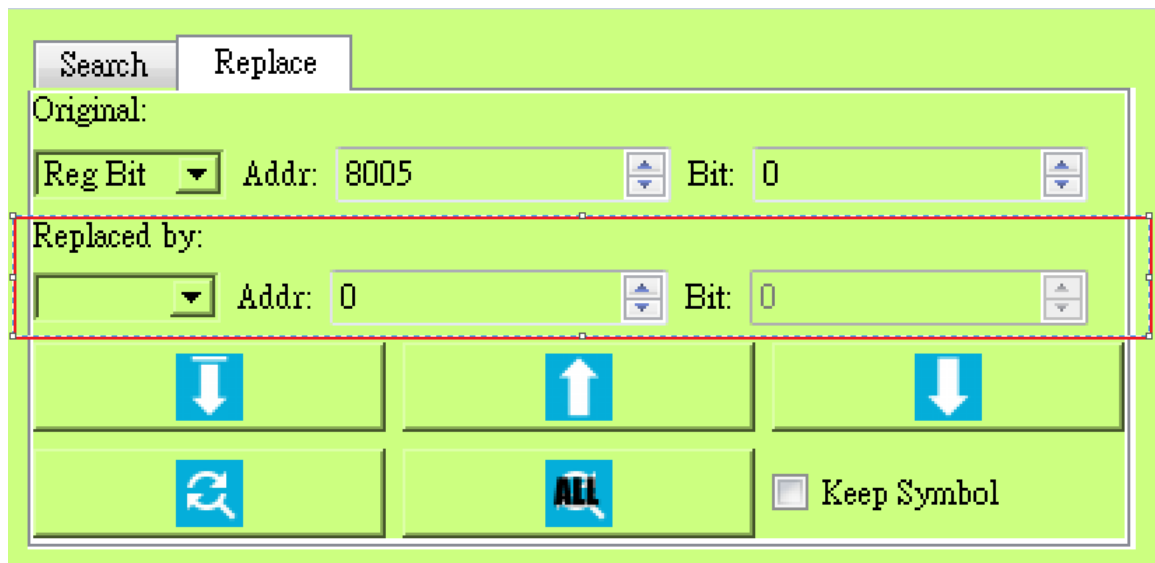 Search Replace
Original:
Reg Bit Addr: 8005 Bit: 0
Replaced by:
Addr: 0 Bit: 0
ALL Keep Symbol